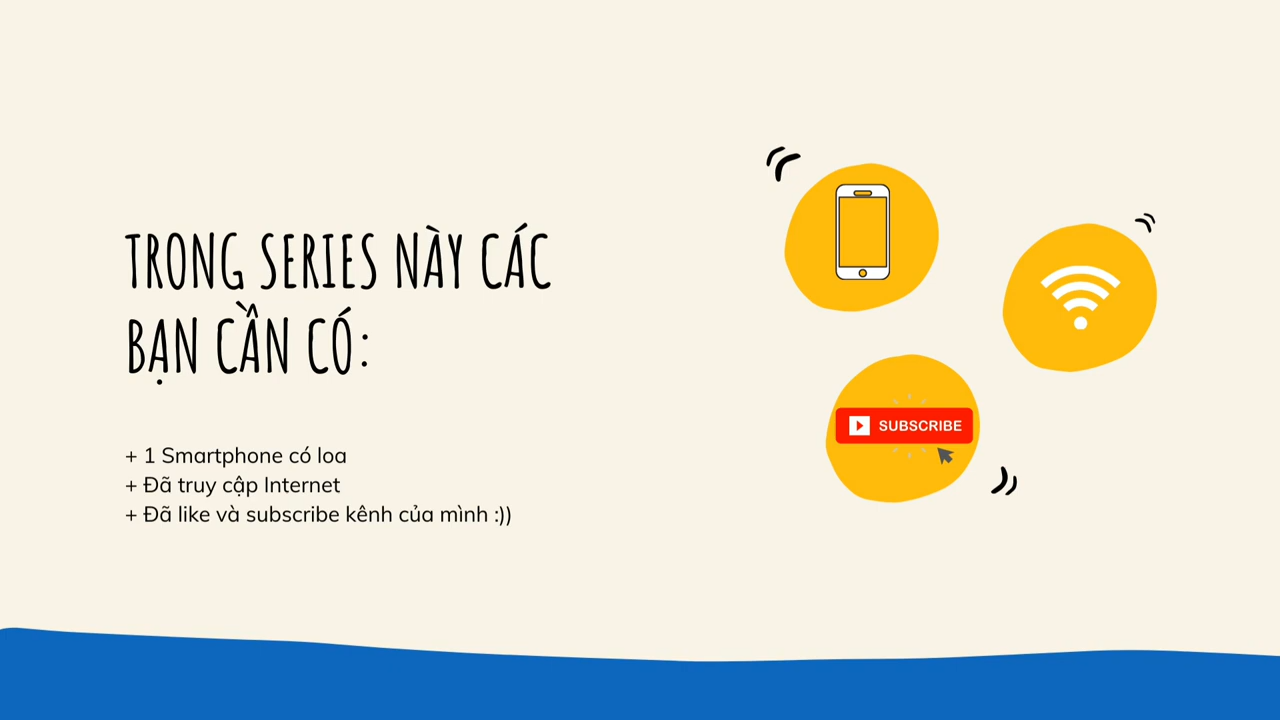 TRONG SERIES NÀY CÁC
BẠN CẦN CÓ:
+ 1 Smartphone có loa
+ Đã truy cập Internet
+ Đã like và subscribe kênh của mình :))
SUBSCRIBE